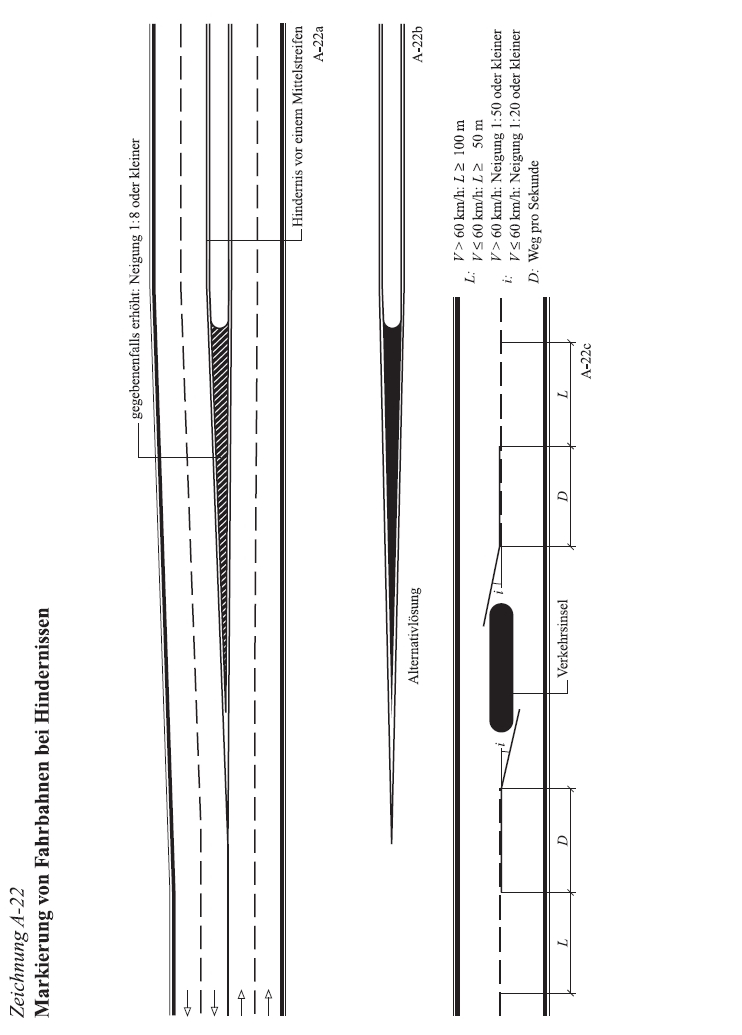 Zeichnung A-22
Markierung von Fahrbahnen bei Hindernissen
gegebenenfalls erhöht: Neigung 1:8 oder kleiner
Hindernis vor einem Mittelstreifen
A-22a
Alternativlösung
A-22b
L: V > 60 km/h: L ≥ 100 m
V ≤ 60 km/h: L ≥ 50 m
i: V > 60 km/h: Neigung 1:50 oder kleiner
V ≤ 60 km/h: Neigung 1:20 oder kleiner
D: Weg pro Sekunde
i
i
Verkehrsinsel
L
D
D
L
A-22c